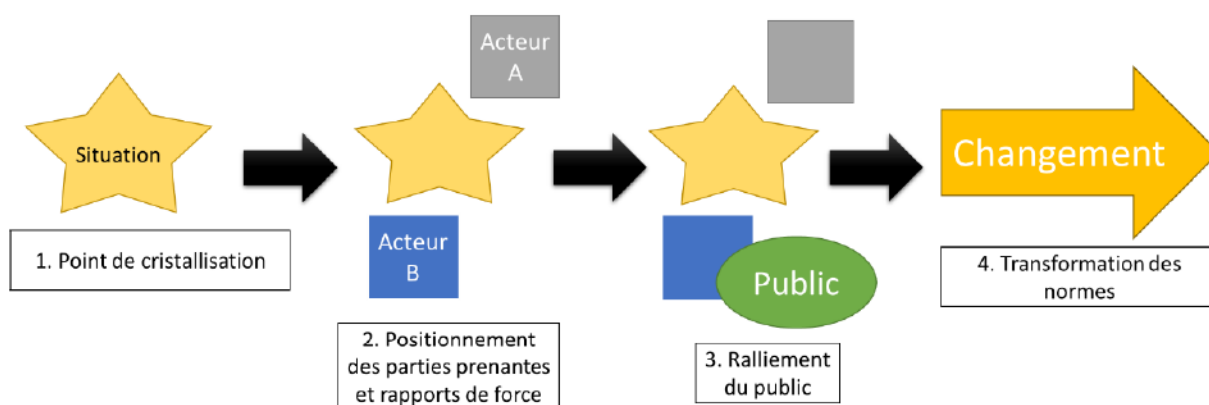 Situation
1. Point de cristallisation
Acteur
A
Acteur
B
2. Positionnement
des parties prenantes
et rapports de force
Public
3. Ralliement
du public
Changement
4. Transformation des
normes